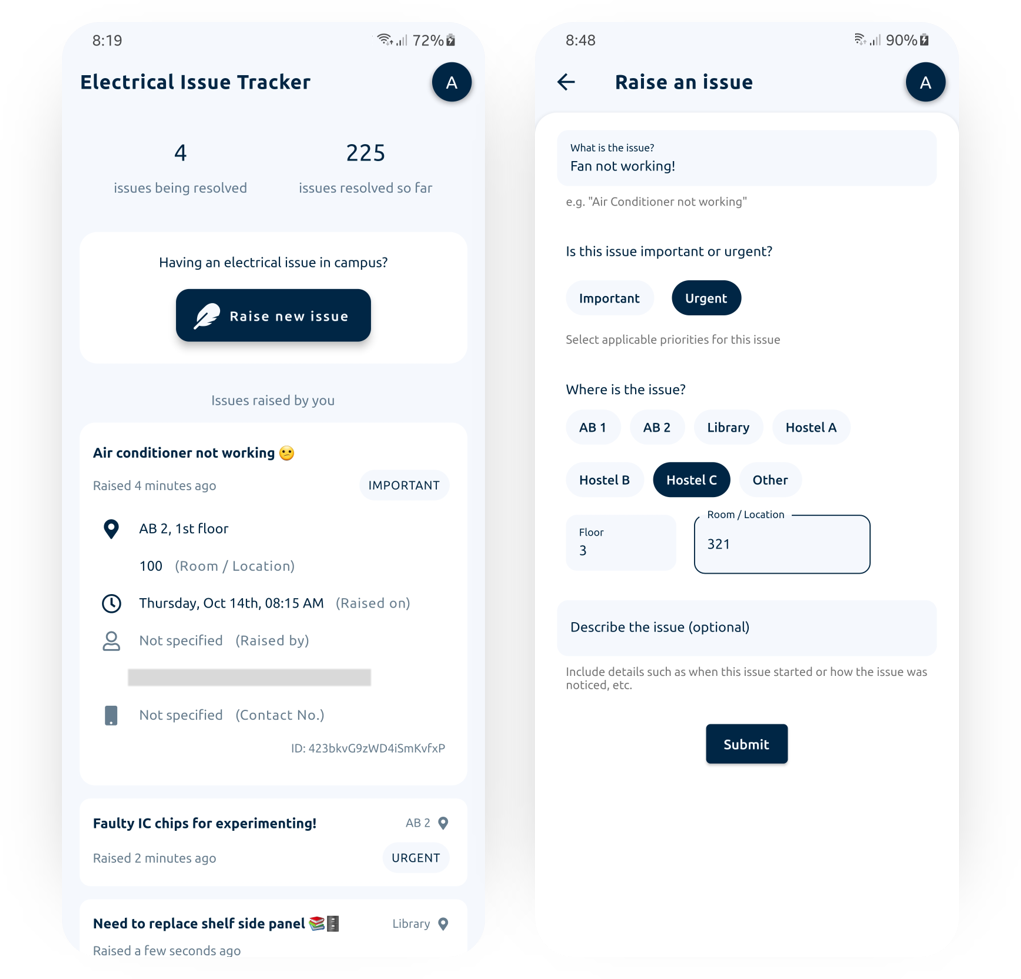 8:19 72%
Electrical Issue Tracker A
4 225
issues being resolved issues resolved so far
Having an electrical issue in campus?
Raise new issue
Issues raised by you
Air conditioner not working 😕
Raised 4 minutes ago IMPORTANT
AB 2, 1st floor
100 (Room / Location)
Thursday, Oct 14th, 08:15 AM (Raised on)
Not specified (Raised by)
Not specified (Contact No.)
ID: 423bkvG9zWD4iSmKvfxP
Faulty IC chips for experimenting! AB 2
Raised 2 minutes ago URGENT
Need to replace shelf side panel 📚🗄️ Library
Raised a few seconds ago
8:48 90%
Raise an issue A
What is the issue?
Fan not working!
e.g. "Air Conditioner not working"
Is this issue important or urgent?
Important Urgent
Select applicable priorities for this issue
Where is the issue?
AB 1 AB 2 Library Hostel A
Hostel B Hostel C Other
Floor Room / Location
3 321
Describe the issue (optional)
Include details such as when this issue started or how the issue was
noticed, etc.
Submit